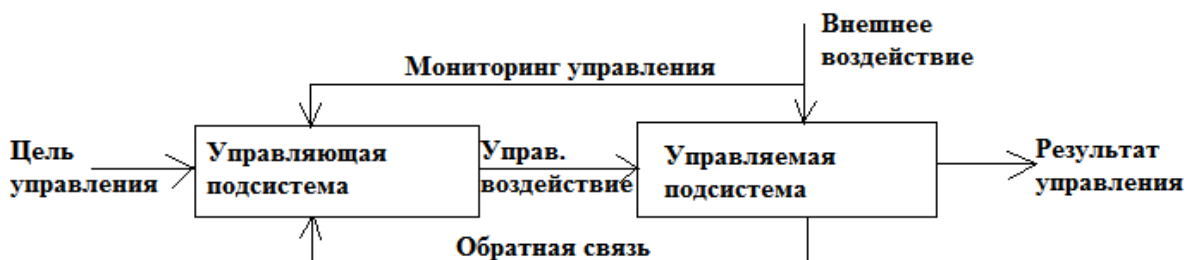 Внешнее
воздействие
Мониторинг управления
Цель
управления
Управляющая
подсистема
Управ.
воздействие
Управляемая
подсистема
Результат
управления
Обратная связь